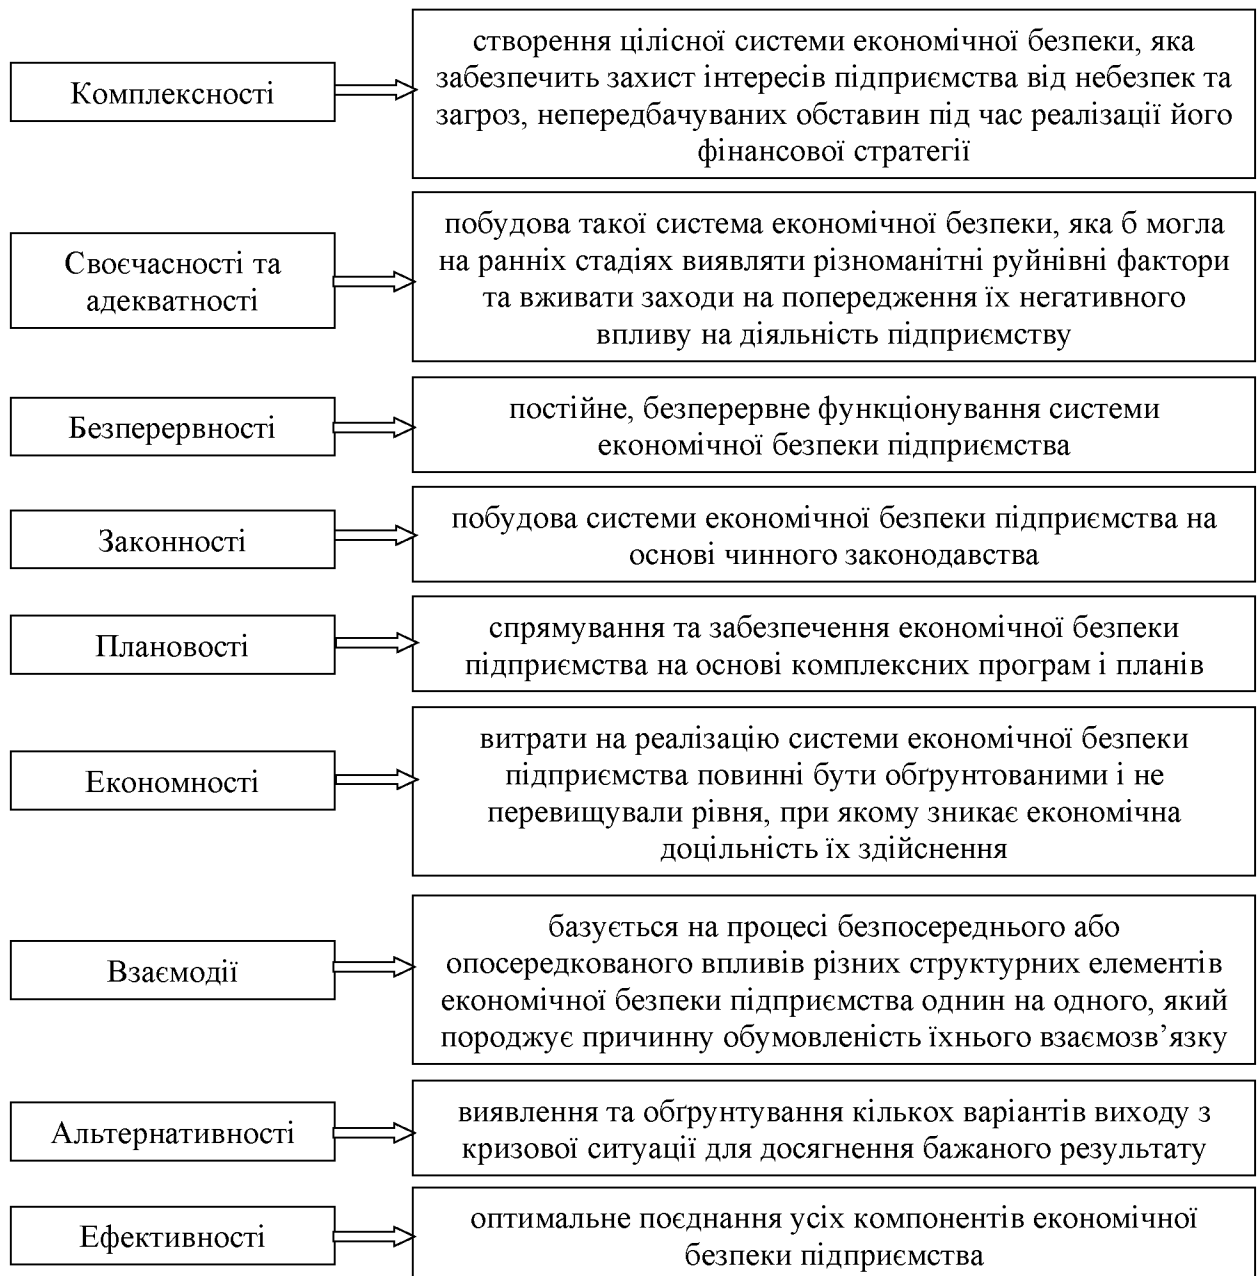 Комплексності
створення цілісної системи економічної безпеки, яка
забезпечить захист інтересів підприємства від небезпек та
загроз, непередбачуваних обставин під час реалізації його
фінансової стратегії
Своєчасності та
адекватності
побудова такої система економічної безпеки, яка б могла
на ранніх стадіях виявляти різноманітні руйнівні фактори
та вживати заходи на попередження їх негативного
впливу на діяльність підприємству
Безперервності
постійне, безперервне функціонування системи
економічної безпеки підприємства
Законності
побудова системи економічної безпеки підприємства на
основі чинного законодавства
Плановості
спрямування та забезпечення економічної безпеки
підприємства на основі комплексних програм і планів
Економності
витрати на реалізацію системи економічної безпеки
підприємства повинні бути обґрунтованими і не
перевищували рівня, при якому зникає економічна
доцільність їх здійснення
Взаємодії
базується на процесі безпосереднього або
опосередкованого впливів різних структурних елементів
економічної безпеки підприємства однин на одного, який
породжує причинну обумовленість їхнього взаємозв’язку
Альтернативності
виявлення та обґрунтування кількох варіантів виходу з
кризової ситуації для досягнення бажаного результату
Ефективності
оптимальне поєднання усіх компонентів економічної
безпеки підприємства